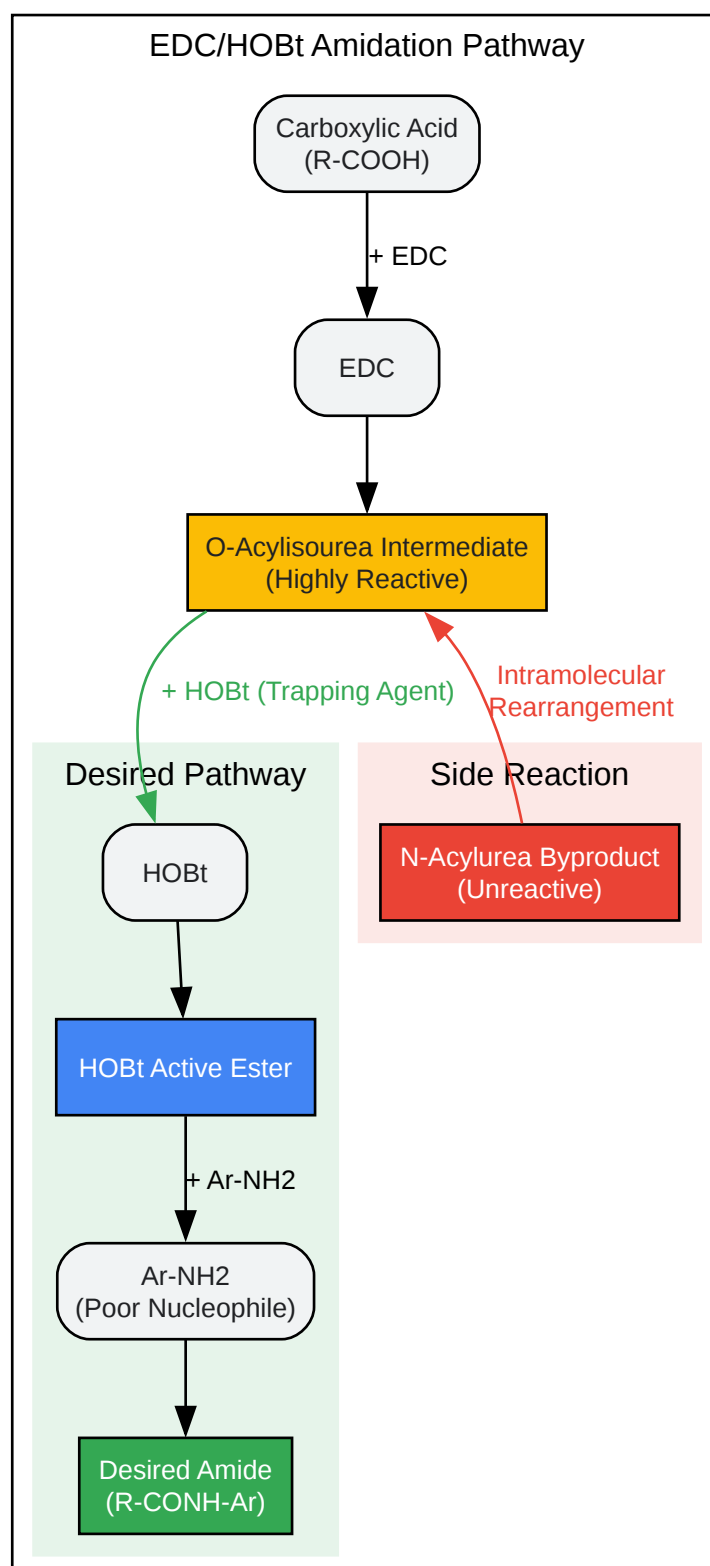 EDC/HOBt Amidation Pathway
Carboxylic Acid
(R-COOH)
+ EDC
EDC
O-Acylisourea Intermediate
(Highly Reactive)
+ HOBt (Trapping Agent)
Intramolecular
Rearrangement
Desired Pathway
Side Reaction
HOBt
N-Acylurea Byproduct
(Unreactive)
HOBt Active Ester
+ Ar-NH2
Ar-NH2
(Poor Nucleophile)
Desired Amide
(R-CONH-Ar)